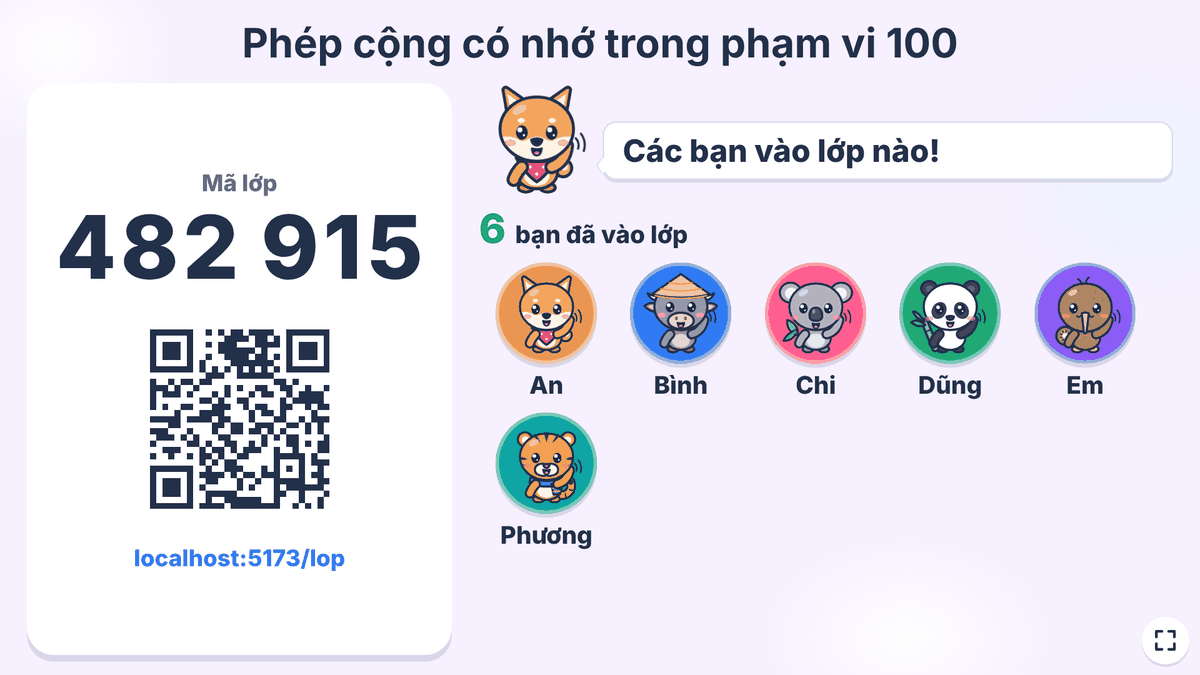 Phép cộng có nhớ trong phạm vi 100
Mã lớp
482 915
localhost:5173/lop
Các bạn vào lớp nào!
6 bạn đã vào lớp
An
Bình
Chi
Dũng
Em
Phương